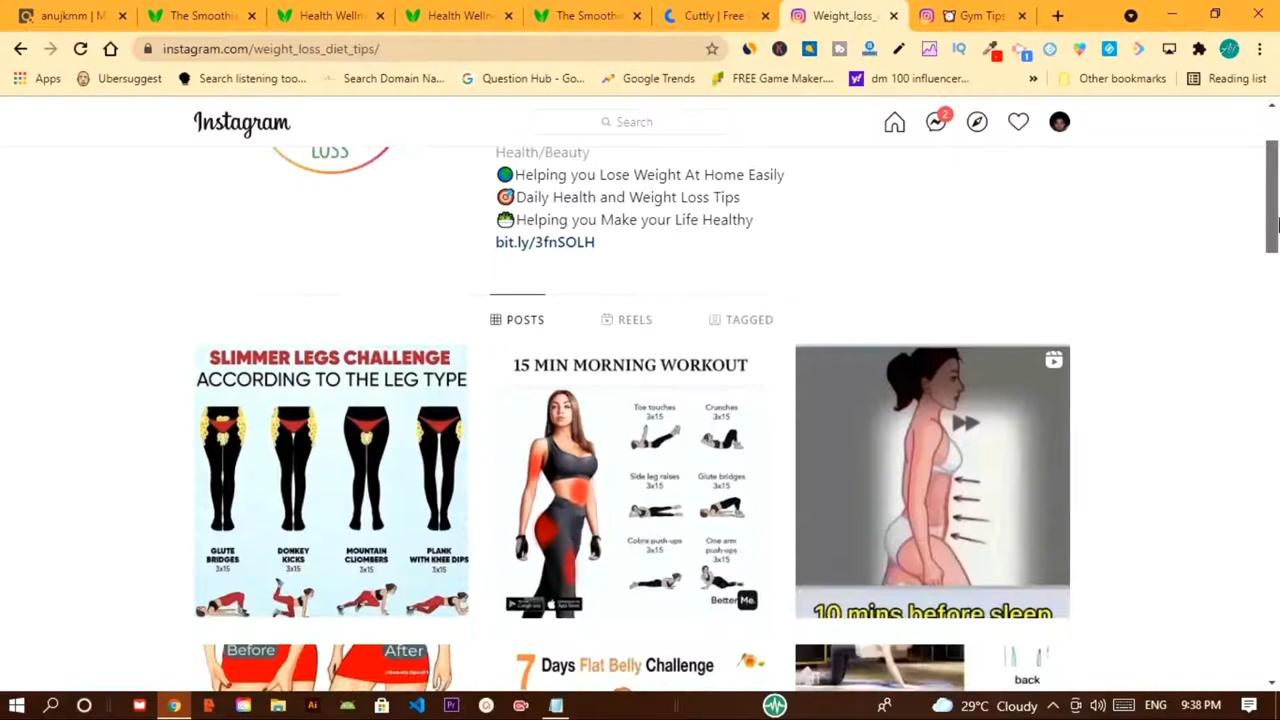 anujkmm | M
The Smoothi
Health Welln
Health Welln
The Smoothi
Cuttly | Free
Weight_loss_
Gym Tips
instagram.com/weight_loss_diet_tips/
Apps
Ubersuggest
Search listening too...
Search Domain Na...
Question Hub - Go...
Google Trends
FREE Game Maker....
dm 100 influencer...
»
Other bookmarks
Reading list
Instagram
Search
2
LOSS
Health/Beauty
Helping you Lose Weight At Home Easily
Daily Health and Weight Loss Tips
Helping you Make your Life Healthy
bit.ly/3fnSOLH
POSTS
REELS
TAGGED
SLIMMER LEGS CHALLENGE
ACCORDING TO THE LEG TYPE
GLUTE
BRIDGES
3x15
DONKEY
KICKS
3x15
MOUNTAIN
CLIOMBERS
3x15
PLANK
WITH KNEE DIPS
3x15
15 MIN MORNING WORKOUT
Toe touches
3x15
Crunches
3x15
Side leg raises
3x15
Glute bridges
3x15
Cobra push-ups
3x15
One arm
push-ups
3x15
BetterMe.
10 mins before sleep
Before
After
7 Days Flat Belly Challenge
back
29°C Cloudy
ENG
9:38 PM